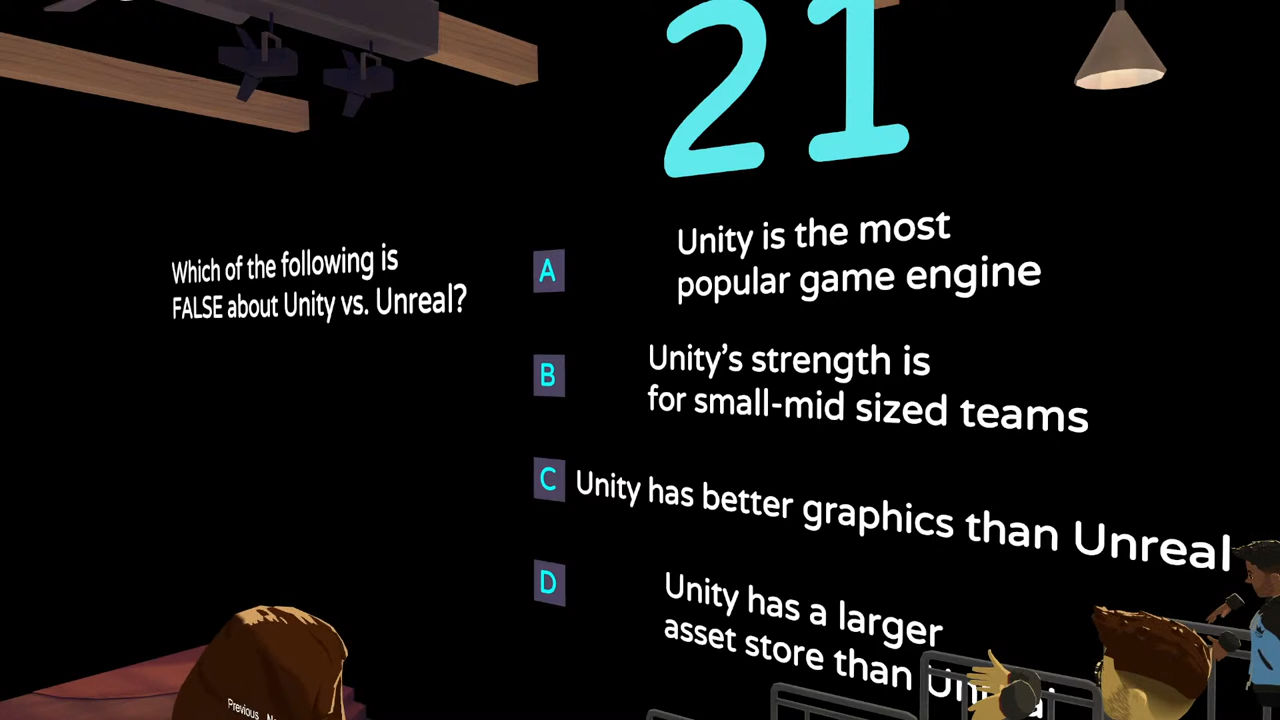 21
Which of the following is
FALSE about Unity vs. Unreal?
A
Unity is the most
popular game engine
B
Unity's strength is
for small-mid sized teams
C
Unity has better graphics than Unreal
D
Unity has a larger
asset store than
Previous